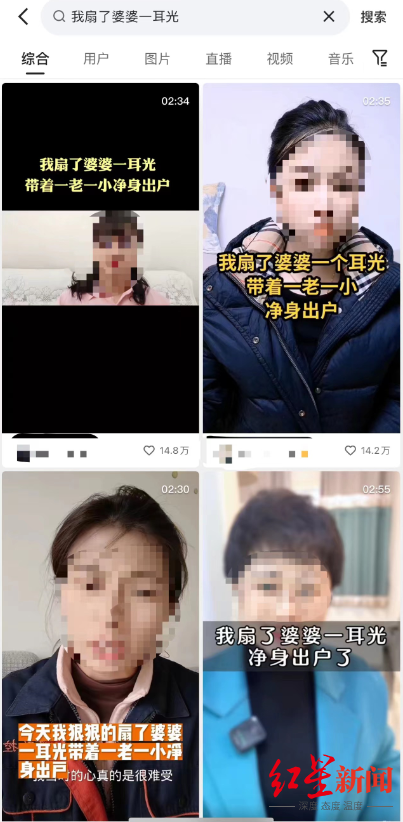 我扇了婆婆一耳光
搜索
综合
用户
图片
直播
视频
音乐
02:34
我扇了婆婆一耳光
带着一老一小净身出户
14.8万
02:35
我扇了婆婆一个耳光
带着一老一小
净身出户
14.2万
02:30
今天我狠狠的扇了婆婆
一耳光带着一老一小净
身出户
的心真的是很难受
02:55
我扇了婆婆一耳光
净身出户了
红星新闻
深度 态度 温度